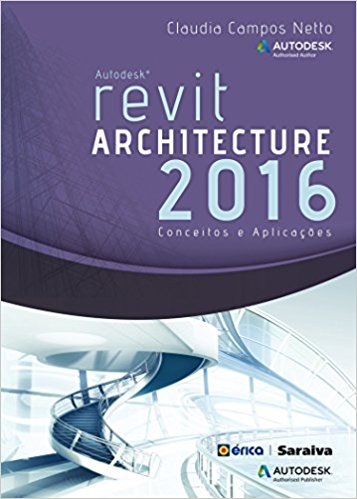 Claudia Campos Netto
AUTODESK
Authorised Author
Autodesk®
revit
ARCHITECTURE
2016
Conceitos e Aplicações
érica | Saraiva
AUTODESK
Authorised Publisher